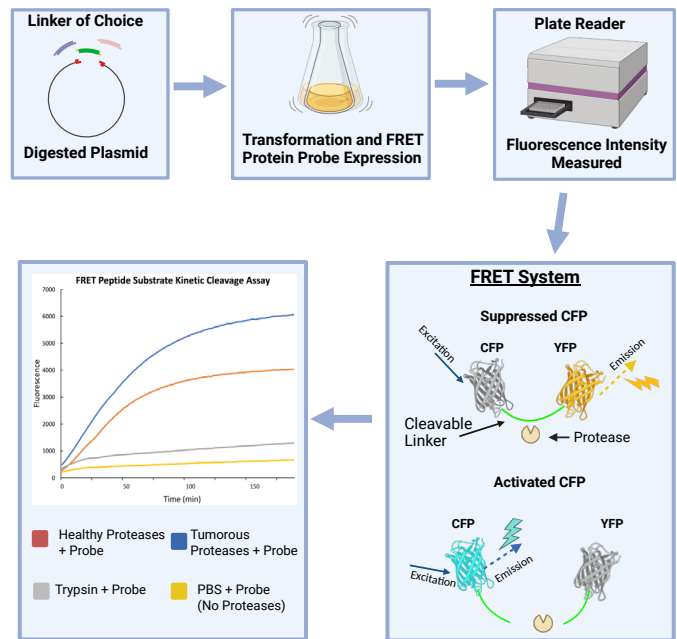 Linker of Choice
Digested Plasmid
Transformation and FRET
Protein Probe Expression
Plate Reader
Fluorescence Intensity
Measured
FRET System
Suppressed CFP
Excitation
CFP
YFP
Emission
Cleavable
Linker
Protease
Activated CFP
CFP
YFP
Excitation
Emission
FRET Peptide Substrate Kinetic Cleavage Assay
Fluorescence
7000
6000
5000
4000
3000
2000
1000
0
0
50
100
150
Time (min)
Healthy Proteases
+ Probe
Tumorous
Proteases + Probe
Trypsin + Probe
PBS + Probe
(No Proteases)